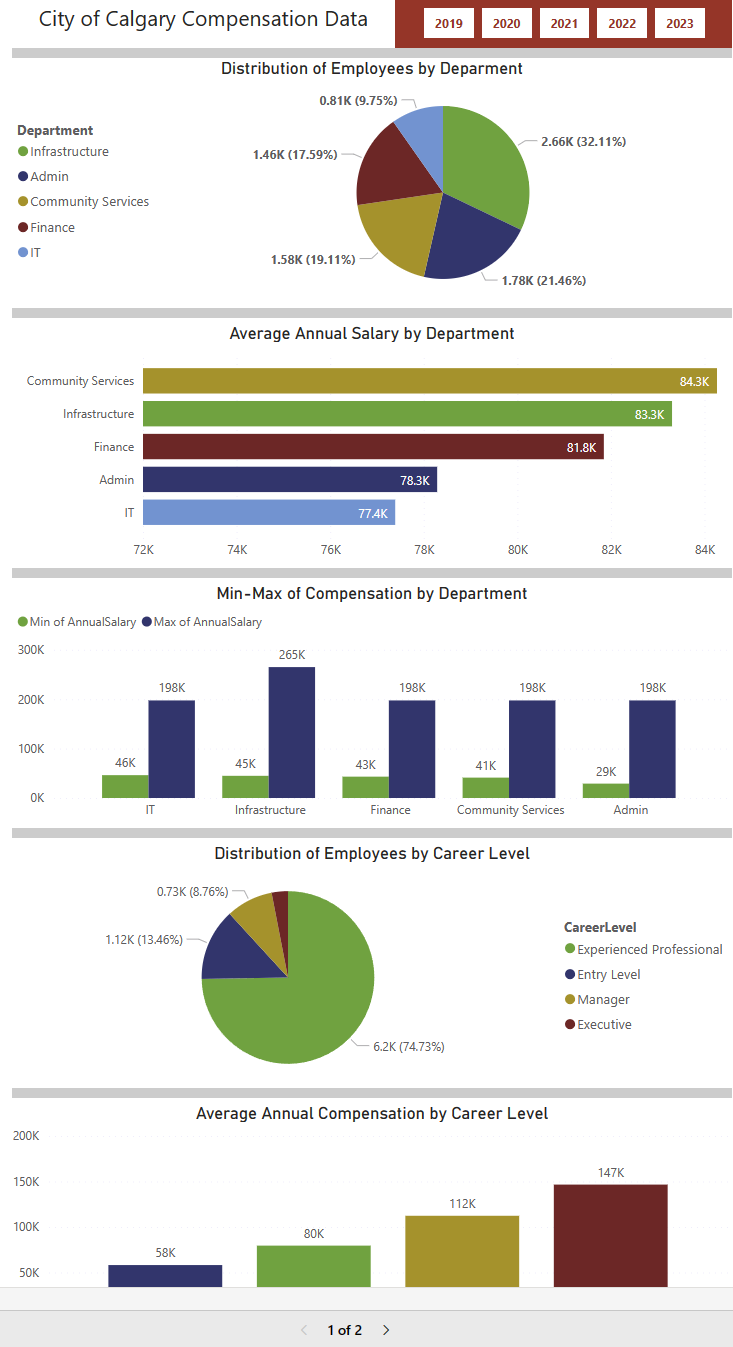 City of Calgary Compensation Data
2019 2020 2021 2022 2023
Distribution of Employees by Deparment
Department
Infrastructure
Admin
Community Services
Finance
IT
0.81K (9.75%)
2.66K (32.11%)
1.46K (17.59%)
1.58K (19.11%)
1.78K (21.46%)
Average Annual Salary by Department
Community Services 84.3K
Infrastructure 83.3K
Finance 81.8K
Admin 78.3K
IT 77.4K
72K 74K 76K 78K 80K 82K 84K
Min-Max of Compensation by Department
Min of AnnualSalary Max of AnnualSalary
300K
200K
100K
0K
46K 198K 45K 265K 43K 198K 41K 198K 29K 198K
IT Infrastructure Finance Community Services Admin
Distribution of Employees by Career Level
0.73K (8.76%)
1.12K (13.46%)
6.2K (74.73%)
CareerLevel
Experienced Professional
Entry Level
Manager
Executive
Average Annual Compensation by Career Level
200K
150K
100K
50K
58K 80K 112K 147K
1 of 2